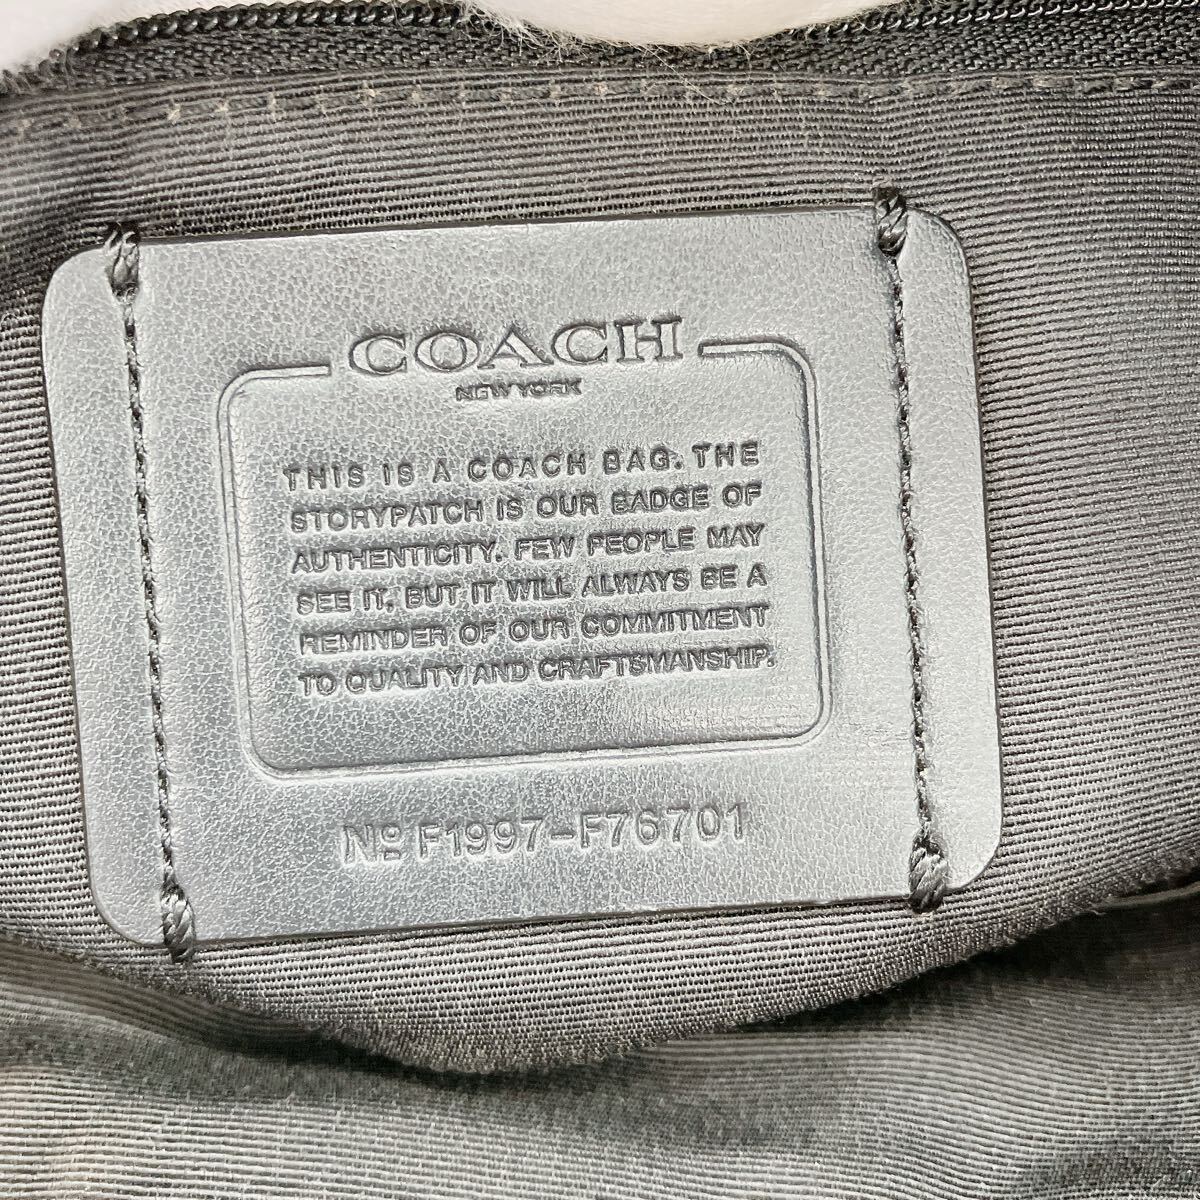 COACH
NEW YORK
THIS IS A COACH BAG. THE
STORYPATCH IS OUR BADGE OF
AUTHENTICITY. FEW PEOPLE MAY
SEE IT, BUT IT WILL ALWAYS BE A
REMINDER OF OUR COMMITMENT
TO QUALITY AND CRAFTSMANSHIP.
Nº F1997-F76701